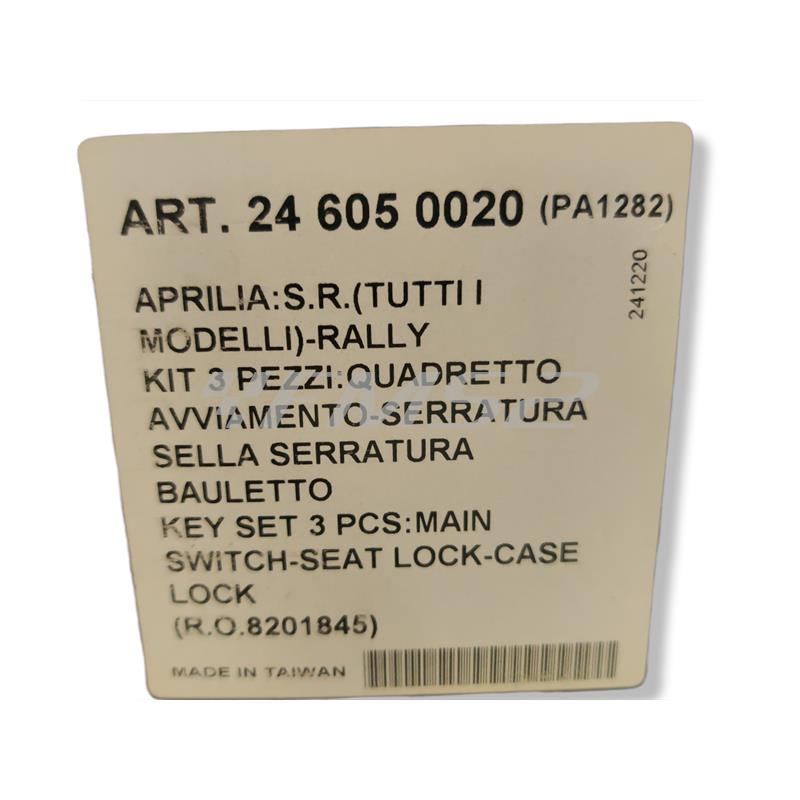 ART. 24 605 0020 (PA1282)
241220
APRILIA:S.R.(TUTTI I
MODELLI)-RALLY
KIT 3 PEZZI:QUADRETTO
AVVIAMENTO-SERRATURA
SELLA SERRATURA
BAULETTO
KEY SET 3 PCS:MAIN
SWITCH-SEAT LOCK-CASE
LOCK
(R.O.8201845)
MADE IN TAIWAN